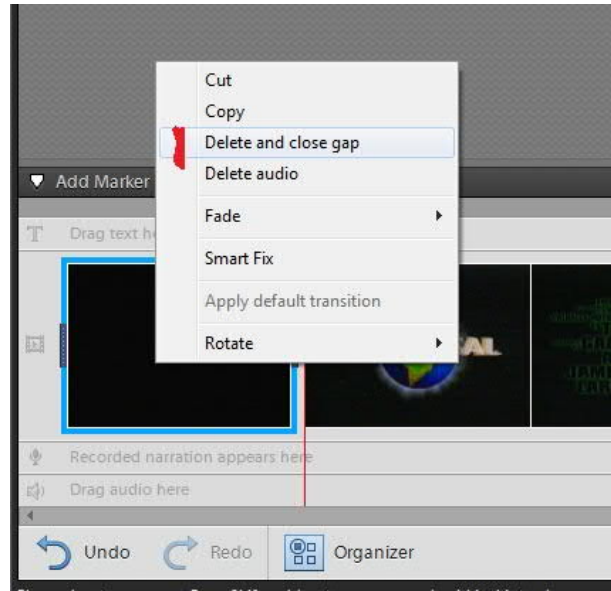 Cut
Copy
Delete and close gap
Delete audio
Fade
Smart Fix
Apply default transition
Rotate
Add Marker
T Drag text h
AL
Recorded narration appears here
Drag audio here
Undo Redo Organizer